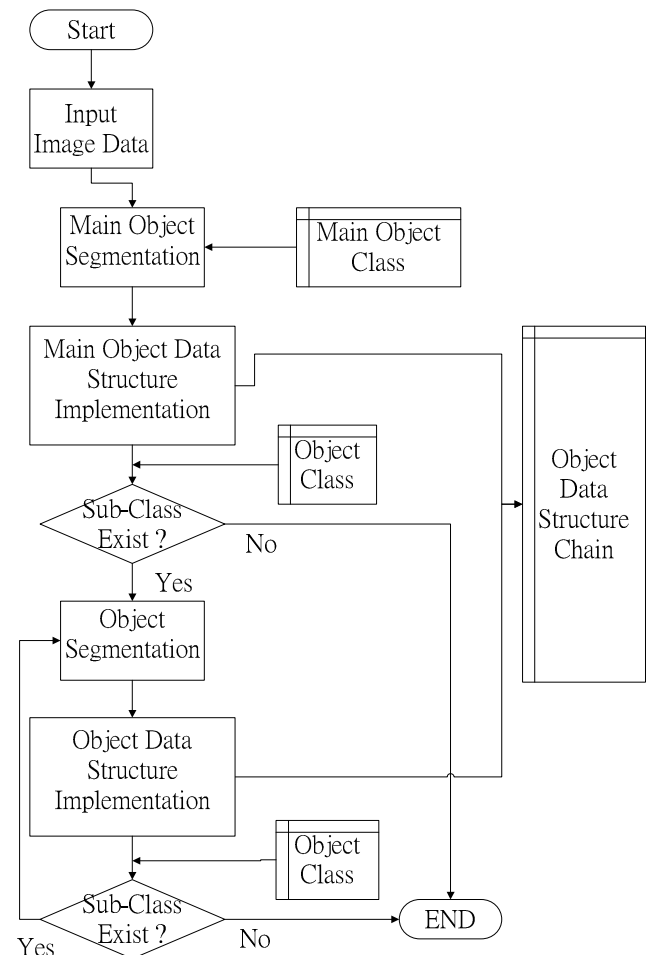 Start
Input
Image Data
Main Object
Segmentation
Main Object
Class
Main Object Data
Structure
Implementation
Object
Class
Object
Data
Structure
Chain
Sub-Class
Exist ?
No
Yes
Object
Segmentation
Object Data
Structure
Implementation
Object
Class
Sub-Class
Exist ?
Yes
No
END